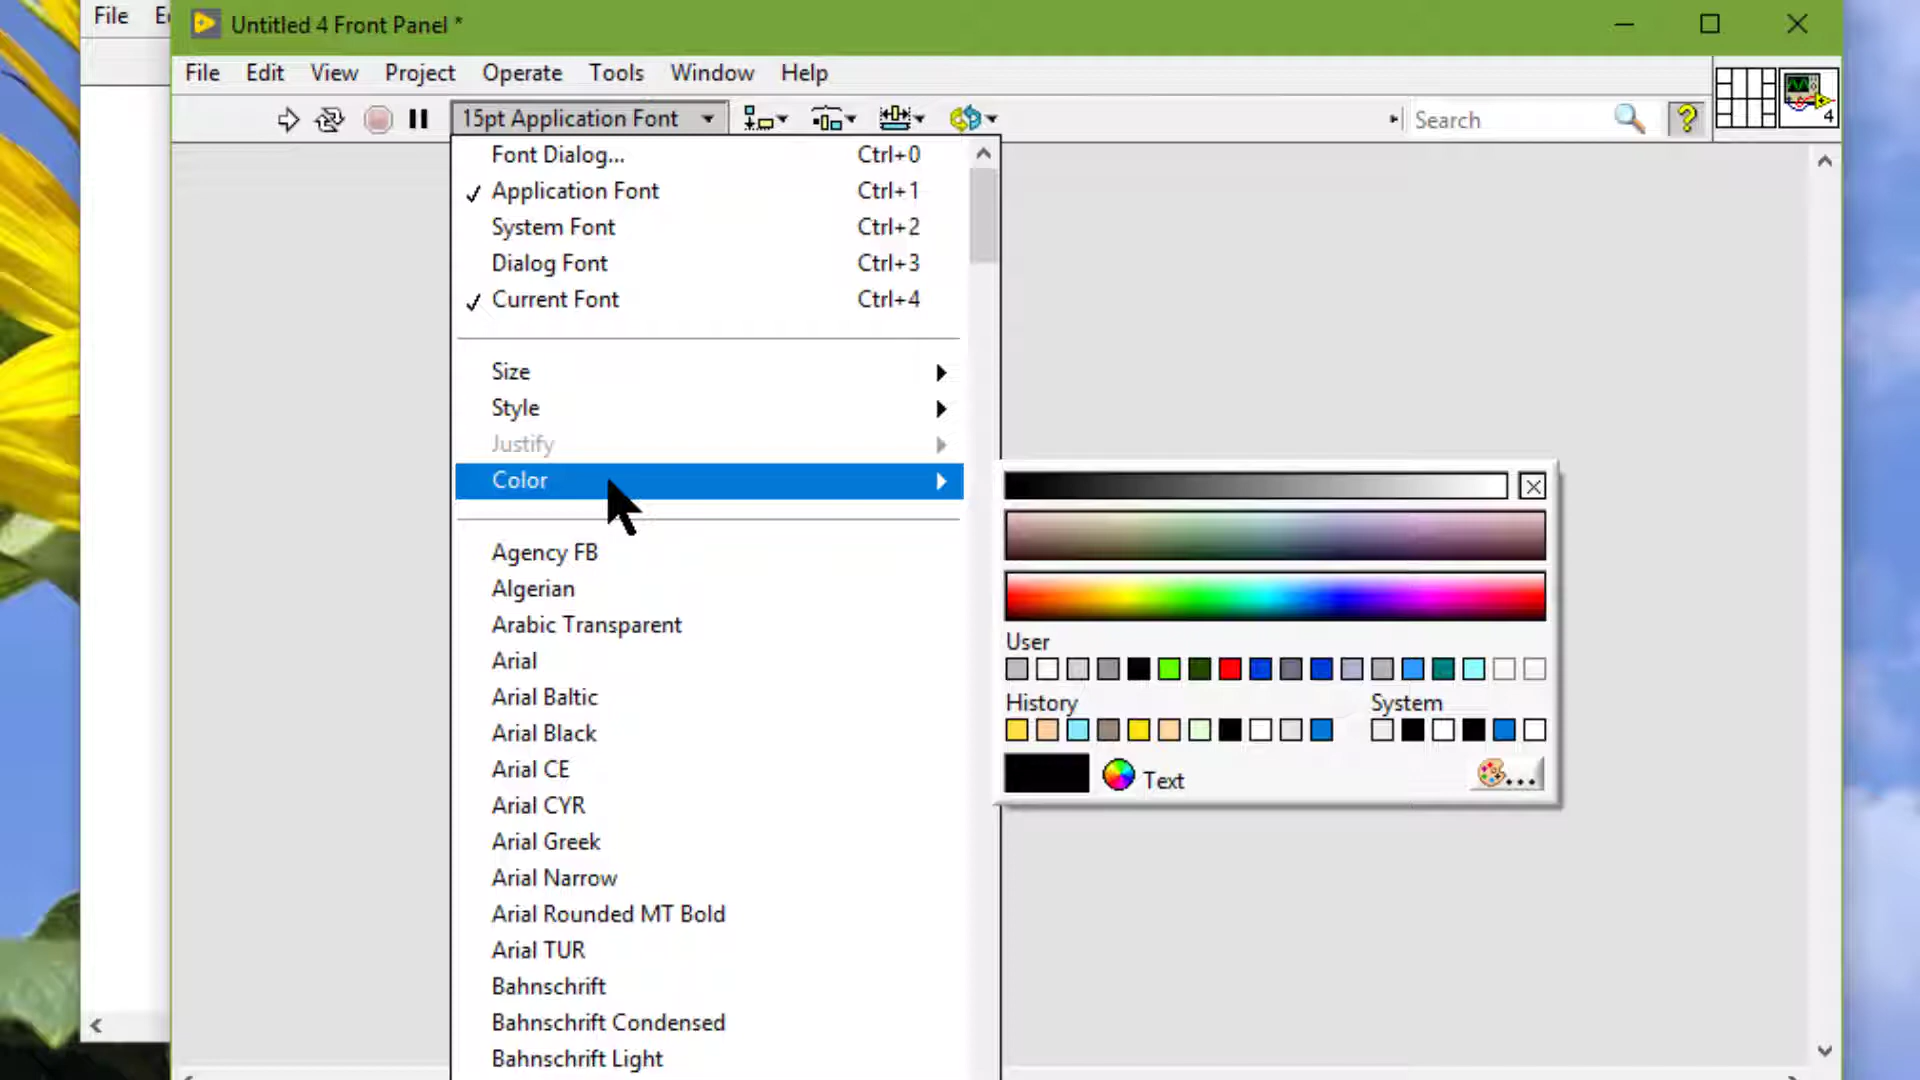 File
Untitled 4 Front Panel *
File Edit View Project Operate Tools Window Help
15pt Application Font
Search
4
Font Dialog... Ctrl+0
Application Font Ctrl+1
System Font Ctrl+2
Dialog Font Ctrl+3
Current Font Ctrl+4
Size
Style
Justify
Color
Agency FB
Algerian
Arabic Transparent
Arial
Arial Baltic
Arial Black
Arial CE
Arial CYR
Arial Greek
Arial Narrow
Arial Rounded MT Bold
Arial TUR
Bahnschrift
Bahnschrift Condensed
Bahnschrift Light
User
History System
Text
...